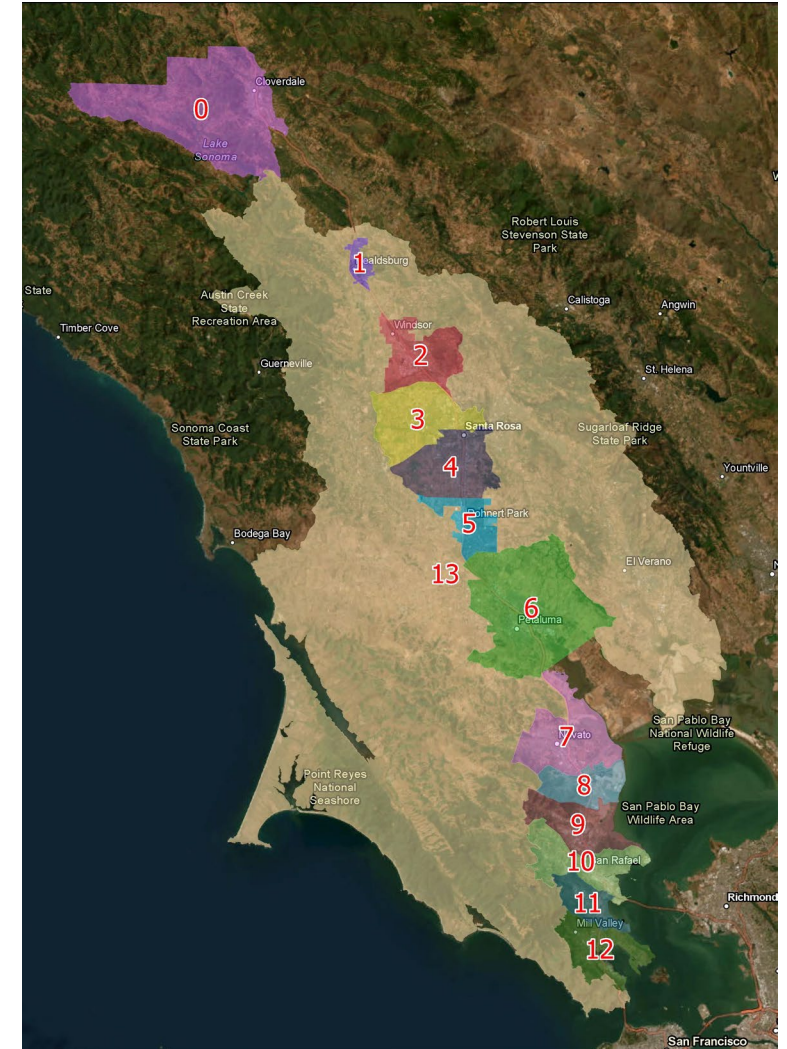 Cloverdale
0
Lake
Sonoma
W
Robert Louis
Stevenson State
Park
1
ealdsburg
State
Austin Creek
State
Recreation Area
Calistoga
Angwin
Timber Cove
Windsor
2
Guerneville
St. Helena
3
Sonoma Coast
State Park
Santa Rosa
Sugarloaf Ridge
State Park
4
Yountville
5
ohnert Park
Bodega Bay
El Verano
13
N
6
Petaluma
San Pablo Bay
National Wildlife
Refuge
7
Novato
Point Reyes
National
Seashore
8
San Pablo Bay
Wildlife Area
9
10
an Rafael
Richmond
11
Mill Valley
12
San Francisco